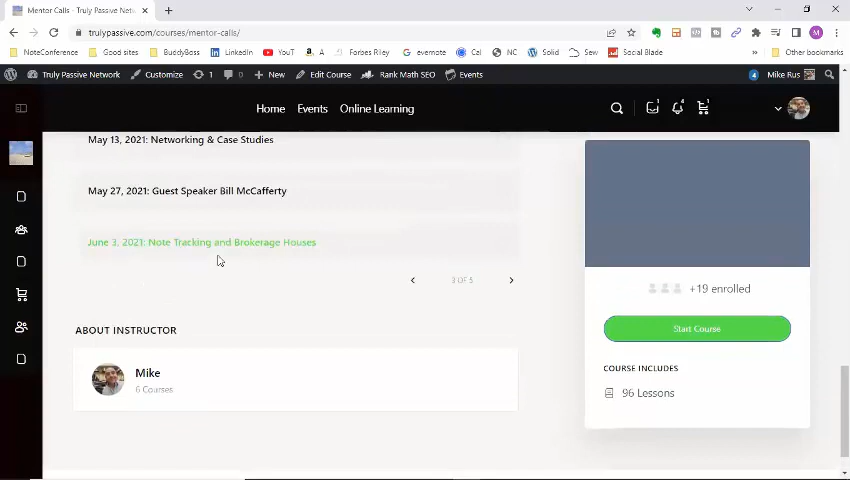 Mentor Calls - Truly Passive Netw
trulypassive.com/courses/mentor-calls/
NoteConference
Good sites
BuddyBoss
LinkedIn
YouT
A
Forbes Riley
evernote
Cal
NC
Solid
Sew
Social Blade
Other bookmarks
Truly Passive Network
Customize
1
0
New
Edit Course
Rank Math SEO
Events
4
Mike Rus
Home
Events
Online Learning
May 13, 2021: Networking & Case Studies
May 27, 2021: Guest Speaker Bill McCafferty
June 3, 2021: Note Tracking and Brokerage Houses
OF 5
+19 enrolled
Start Course
COURSE INCLUDES
96 Lessons
ABOUT INSTRUCTOR
Mike
6 Courses